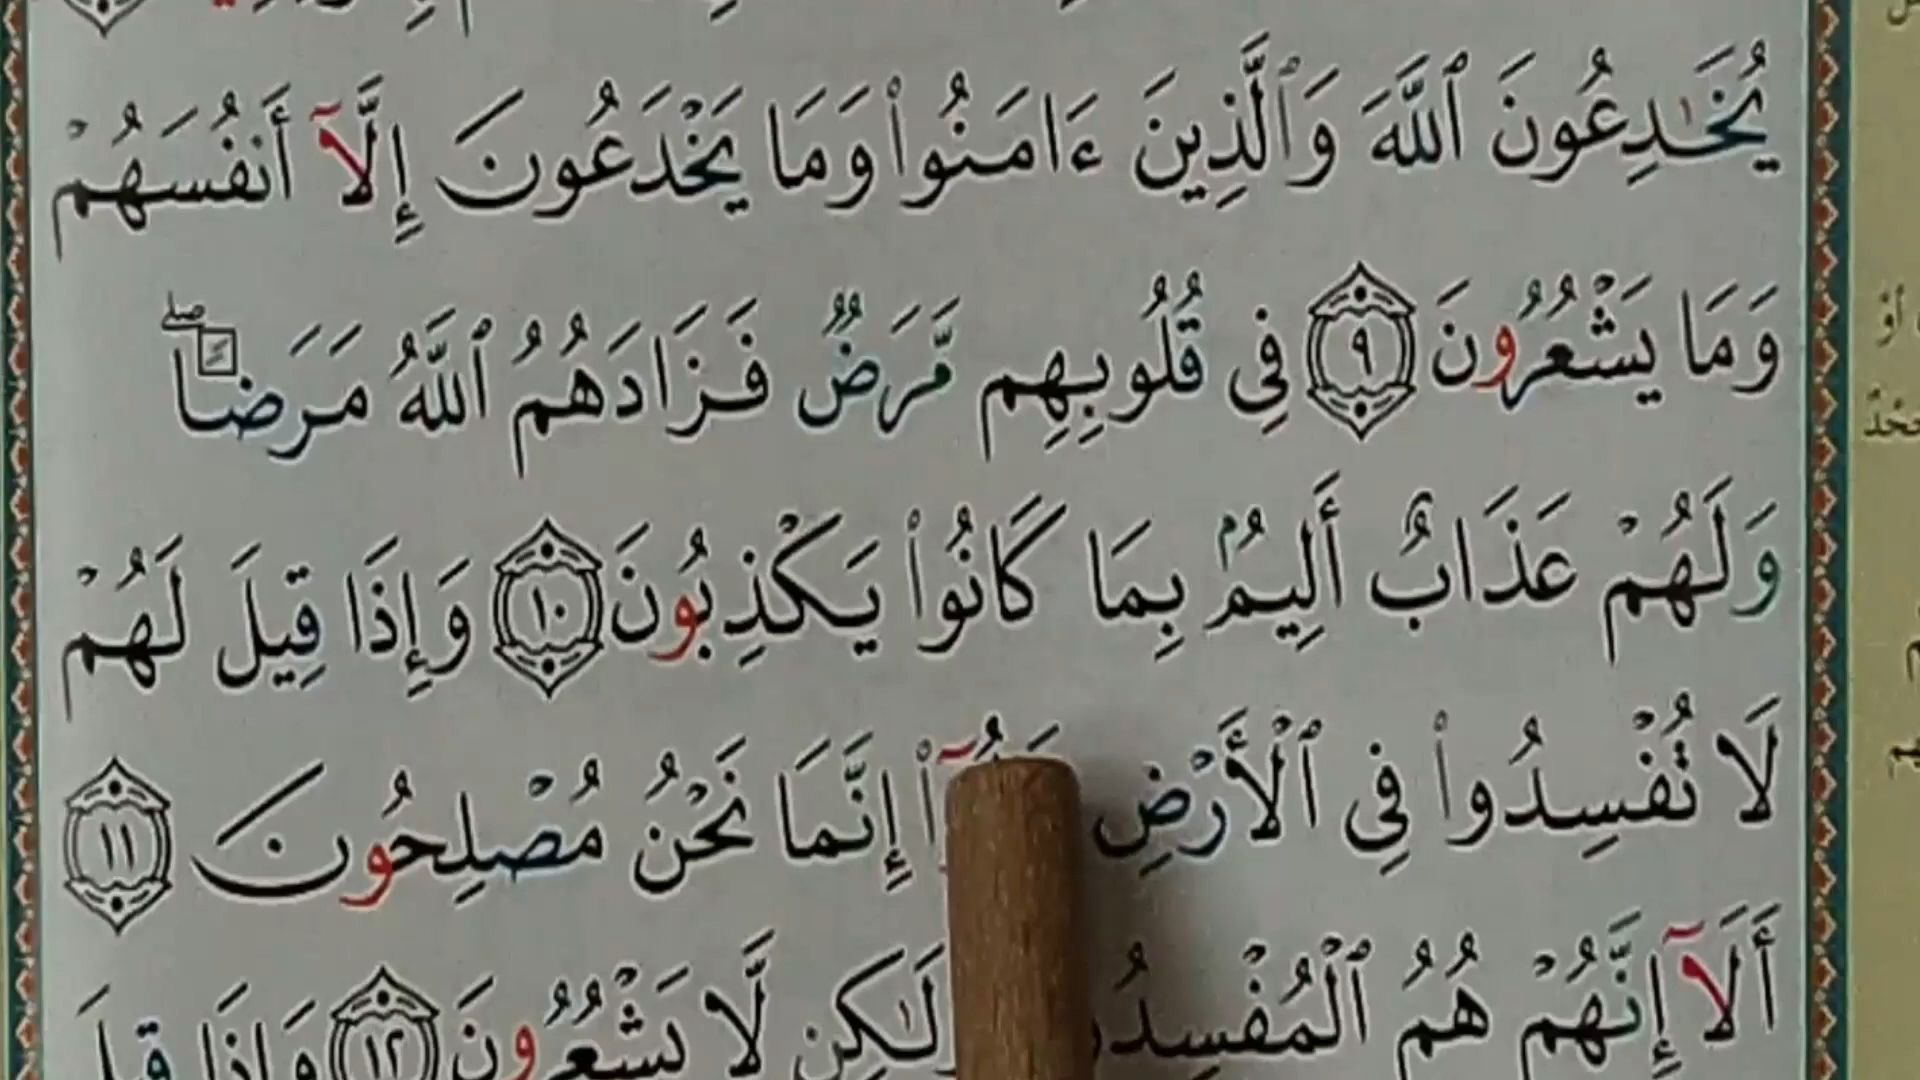 يُخَٰدِعُونَ ٱللَّهَ وَٱلَّذِينَ ءَامَنُوا۟ وَمَا يَخْدَعُونَ إِلَّآ أَنفُسَهُمْ
وَمَا يَشْعُرُونَ ٩ فِى قُلُوبِهِم مَّرَضٌ فَزَادَهُمُ ٱللَّهُ مَرَضًا ۖ
وَلَهُمْ عَذَابٌ أَلِيمٌۢ بِمَا كَانُوا۟ يَكْذِبُونَ ١٠ وَإِذَا قِيلَ لَهُمْ
لَا تُفْسِدُوا۟ فِى ٱلْأَرْضِ إِنَّمَا نَحْنُ مُصْلِحُونَ ١١
أَلَآ إِنَّهُمْ هُمُ ٱلْمُفْسِدُ لَٰكِن لَّا يَشْعُرُونَ ١٢ وَإِذَا قِيلَ